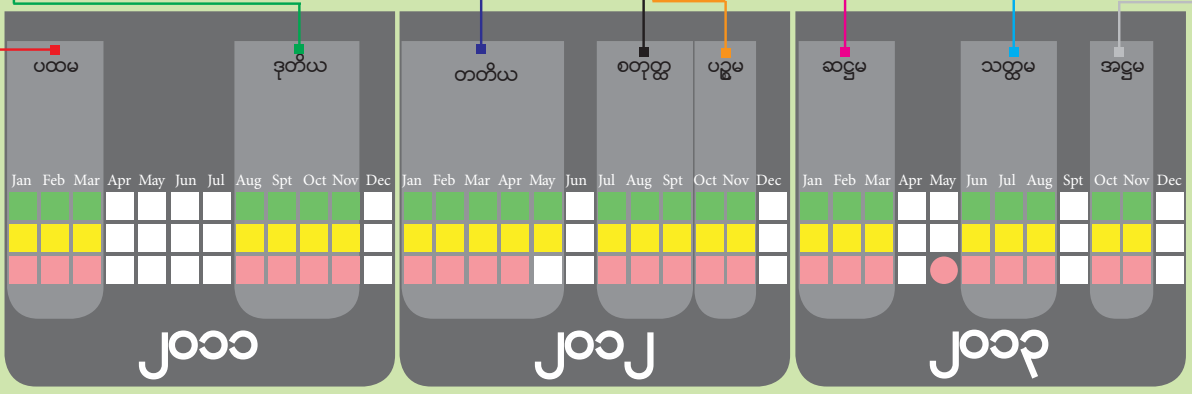 ပထမ ဒုတိယ တတိယ စတုတ္ထ ပဉ္စမ ဆဋ္ဌမ သတ္တမ အဋ္ဌမ
Jan Feb Mar Apr May Jun Jul Aug Spt Oct Nov Dec Jan Feb Mar Apr May Jun Jul Aug Spt Oct Nov Dec Jan Feb Mar Apr May Jun Jul Aug Spt Oct Nov Dec
၂၀၁၁ ၂၀၁၂ ၂၀၁၃